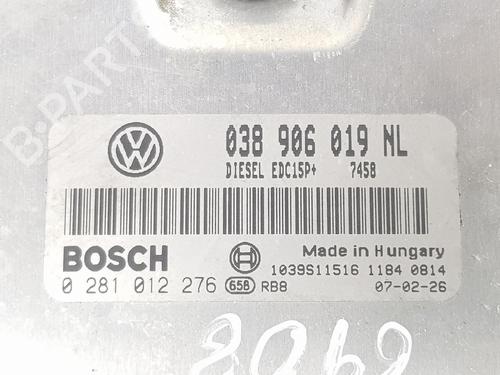 B-PARTS
038 906 019 NL
DIESEL EDC15P+ 7458
BOSCH
Made in Hungary
1039S11516 1184 0814
0 281 012 276 658 RB8 07-02-26